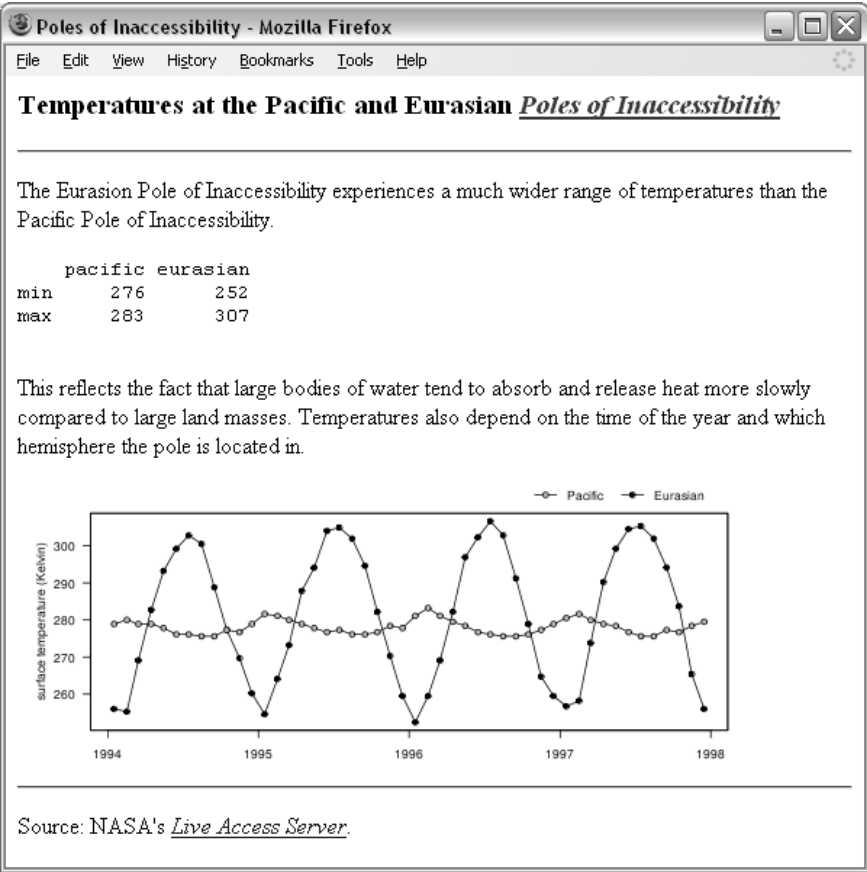 Poles of Inaccessibility - Mozilla Firefox
File Edit View History Bookmarks Tools Help
Temperatures at the Pacific and Eurasian Poles of Inaccessibility
The Eurasion Pole of Inaccessibility experiences a much wider range of temperatures than the
Pacific Pole of Inaccessibility.
pacific eurasian
min 276 252
max 283 307
This reflects the fact that large bodies of water tend to absorb and release heat more slowly
compared to large land masses. Temperatures also depend on the time of the year and which
hemisphere the pole is located in.
Pacific Eurasian
surface temperature (Kelvin)
300
290
280
270
260
1994 1995 1996 1997 1998
Source: NASA's Live Access Server.